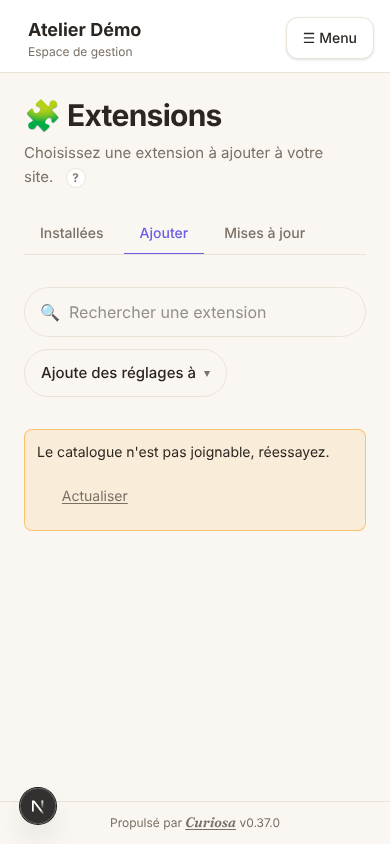 Atelier Démo
Espace de gestion
☰ Menu
🧩 Extensions
Choisissez une extension à ajouter à votre
site. ?
Installées Ajouter Mises à jour
🔍 Rechercher une extension
Ajoute des réglages à ▾
Le catalogue n'est pas joignable, réessayez.
Actualiser
N
Propulsé par Curiosa v0.37.0